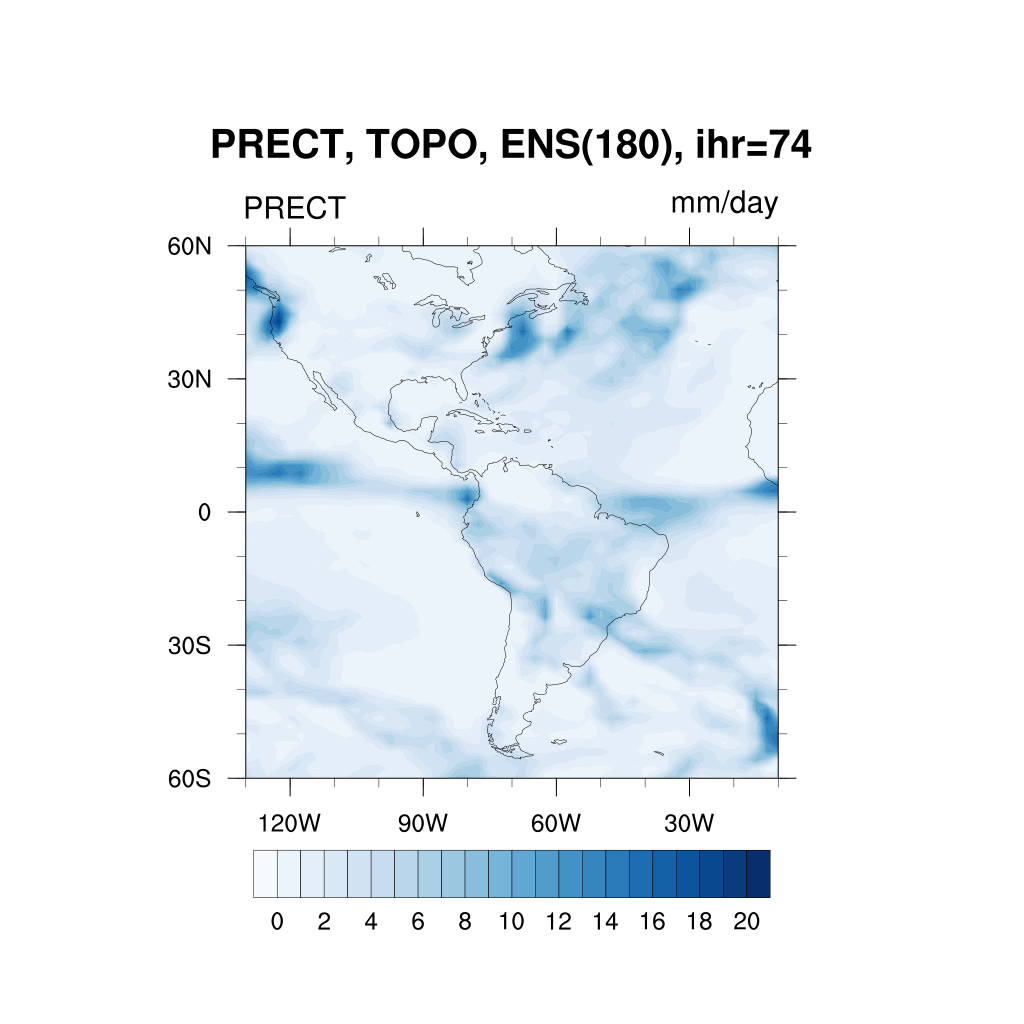 PRECT, TOPO, ENS(180), ihr=74
PRECT mm/day
60N
30N
0
30S
60S
120W 90W 60W 30W
0 2 4 6 8 10 12 14 16 18 20